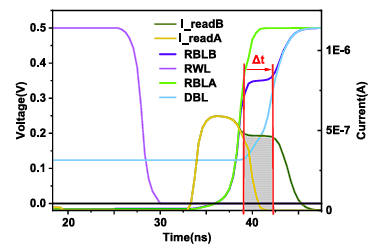 I_readB
I_readA
RBLB
RWL
RBLA
DBL
Δt
Voltage(V)
0.5
0.4
0.3
0.2
0.1
0.0
1E-6
5E-7
0
Current(A)
20
30
40
Time(ns)